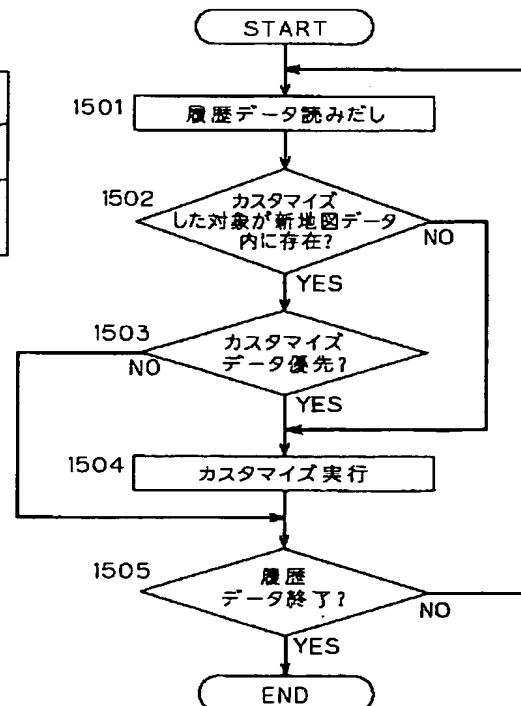 START
1501
履歴データ読みだし
1502
カスタマイズ
した対象が新地図データ
内に存在?
NO
YES
1503
カスタマイズ
データ優先?
NO
YES
1504
カスタマイズ実行
1505
履歴
データ終了?
NO
YES
END